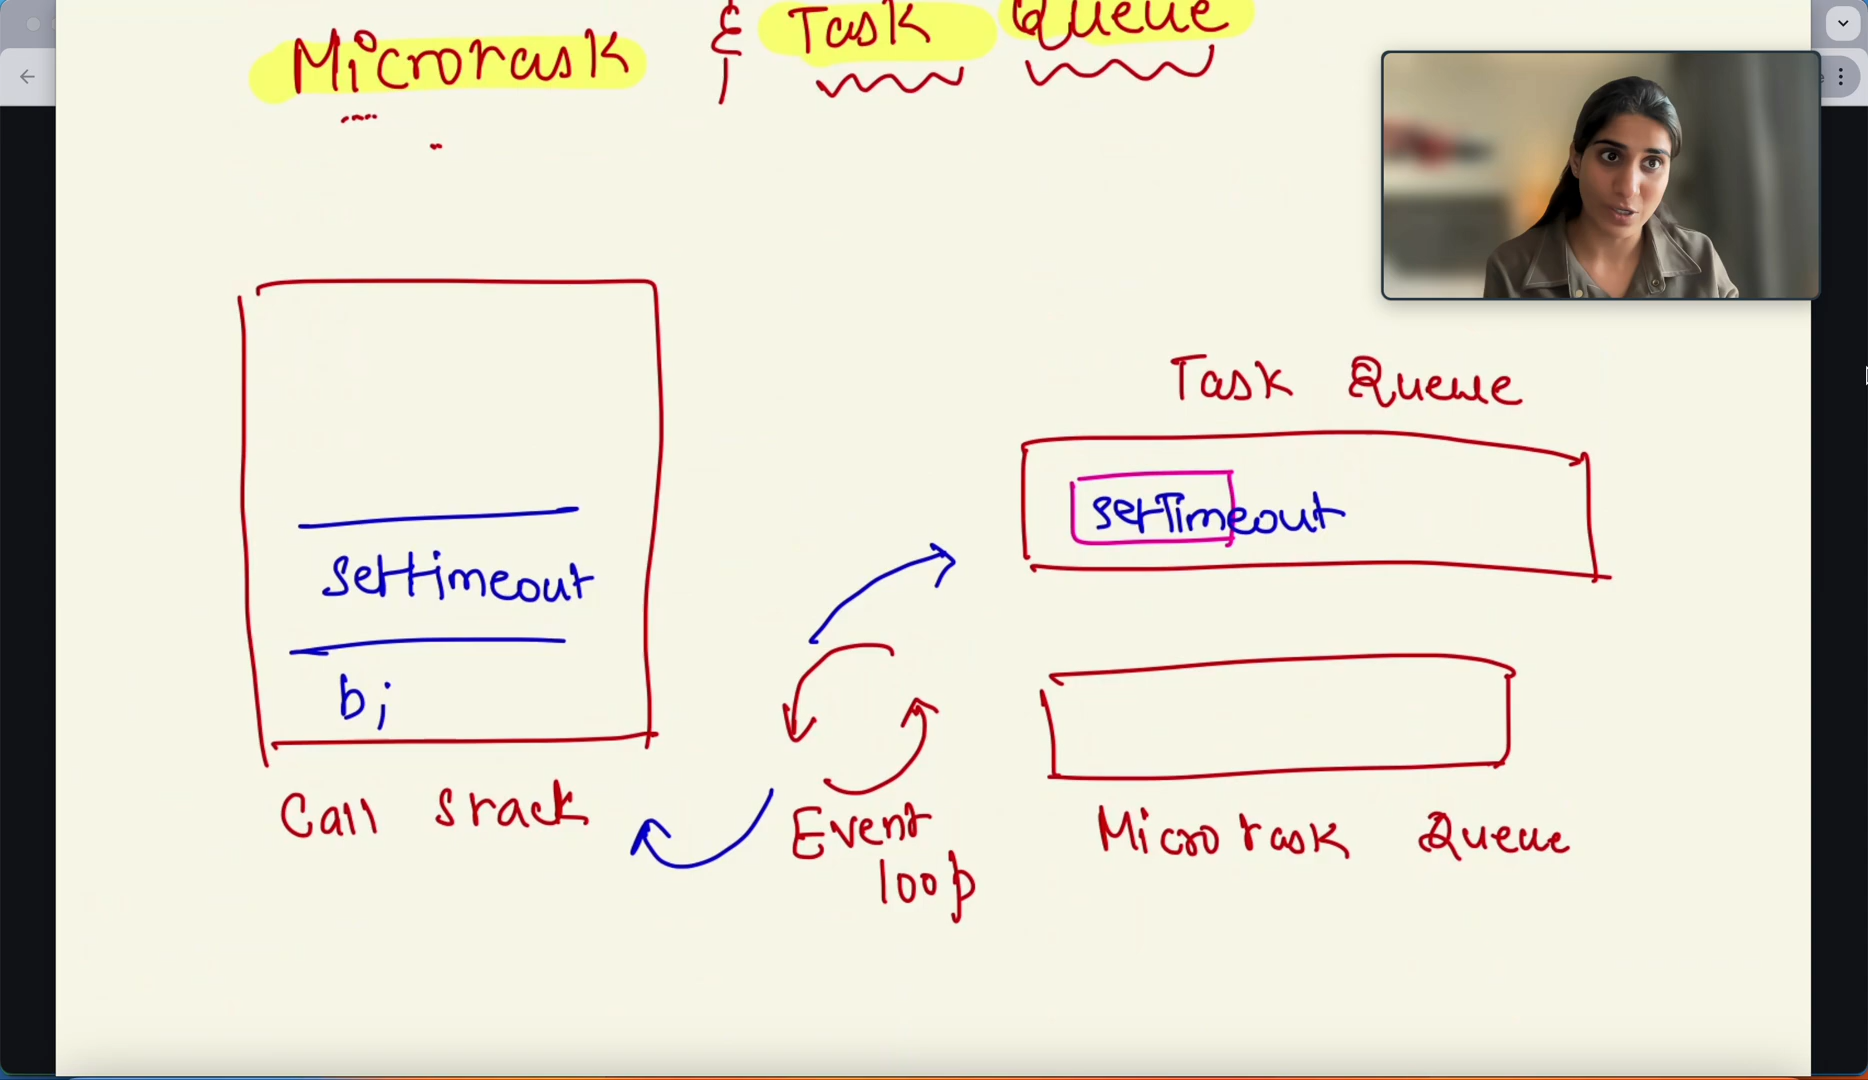 Microtask & Task Queue
Task Queue
setTimeout
settimeout
b;
Call Stack
Event
loop
Microtask Queue